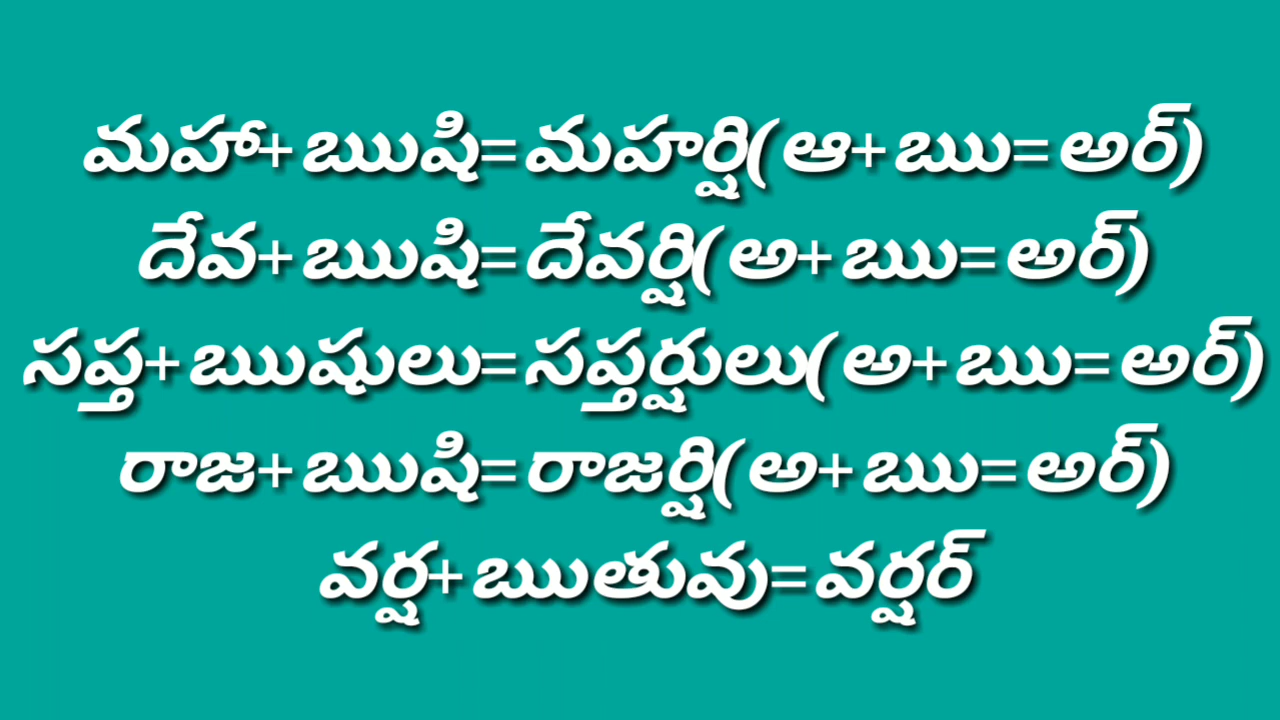 మహా+ ఋషి= మహర్షి( ఆ+ ఋ= అర్)
దేవ+ ఋషి= దేవర్షి( అ+ ఋ= అర్)
సప్త+ ఋషులు= సప్తర్షులు( అ+ ఋ= అర్)
రాజ+ ఋషి= రాజర్షి( అ+ ఋ= అర్)
వర్ష+ ఋతువు= వర్షర్